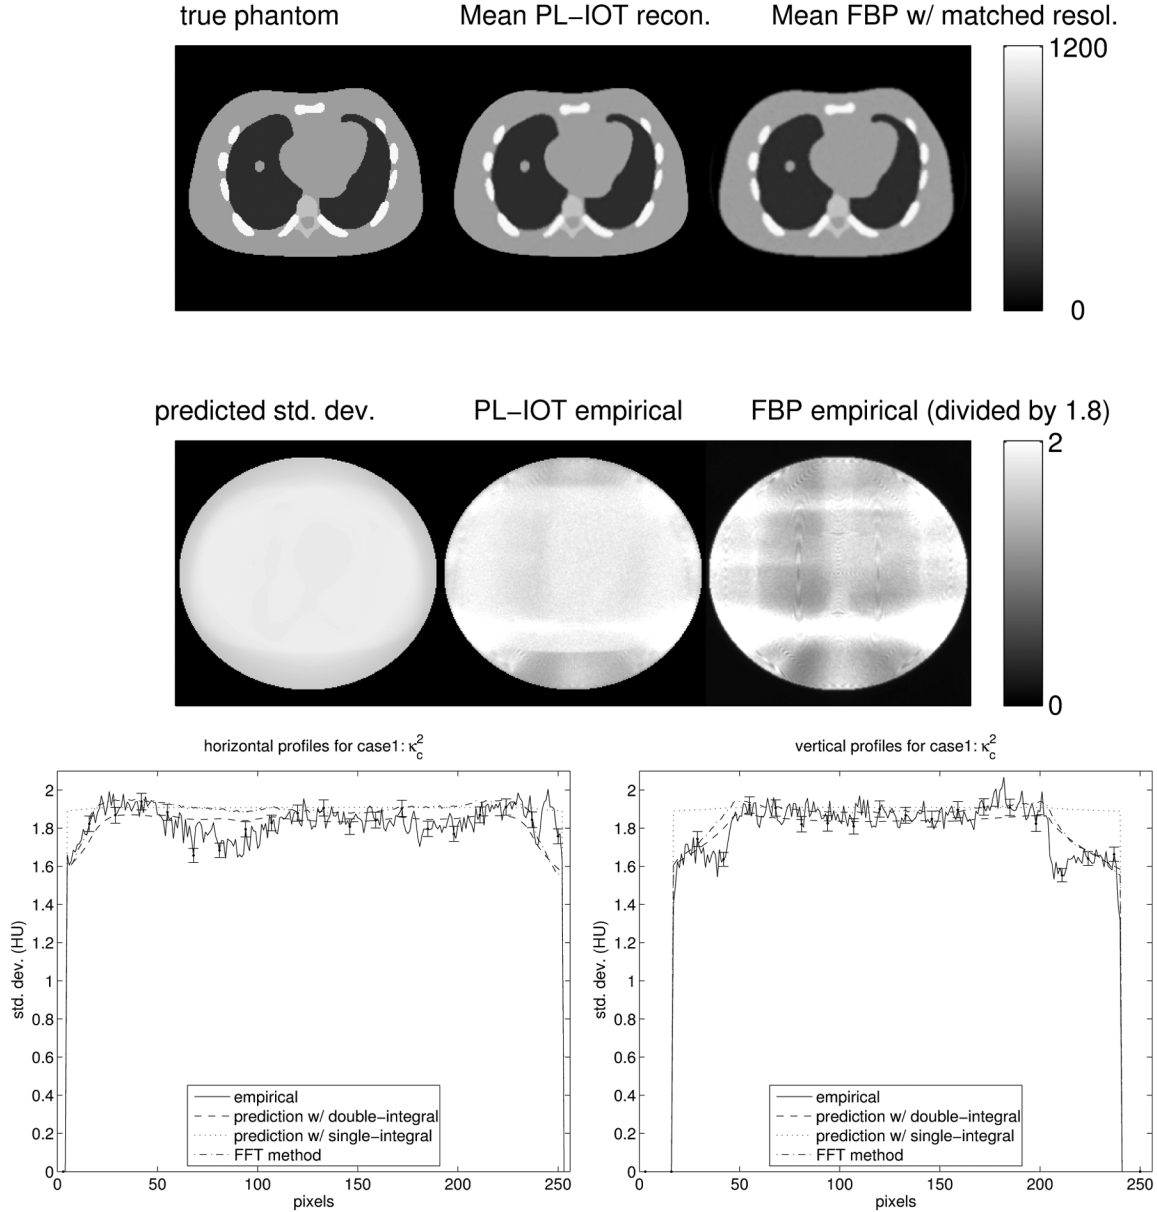 true phantom
Mean PL−IOT recon.
Mean FBP w/ matched resol.
1200
0
predicted std. dev.
PL−IOT empirical
FBP empirical (divided by 1.8)
2
0
horizontal profiles for case1: κ_c^2
2
1.8
1.6
1.4
1.2
1
0.8
0.6
0.4
0.2
0
std. dev. (HU)
empirical
prediction w/ double−integral
prediction w/ single−integral
FFT method
0 50 100 150 200 250
pixels
vertical profiles for case1: κ_c^2
2
1.8
1.6
1.4
1.2
1
0.8
0.6
0.4
0.2
0
std. dev. (HU)
empirical
prediction w/ double−integral
prediction w/ single−integral
FFT method
0 50 100 150 200 250
pixels